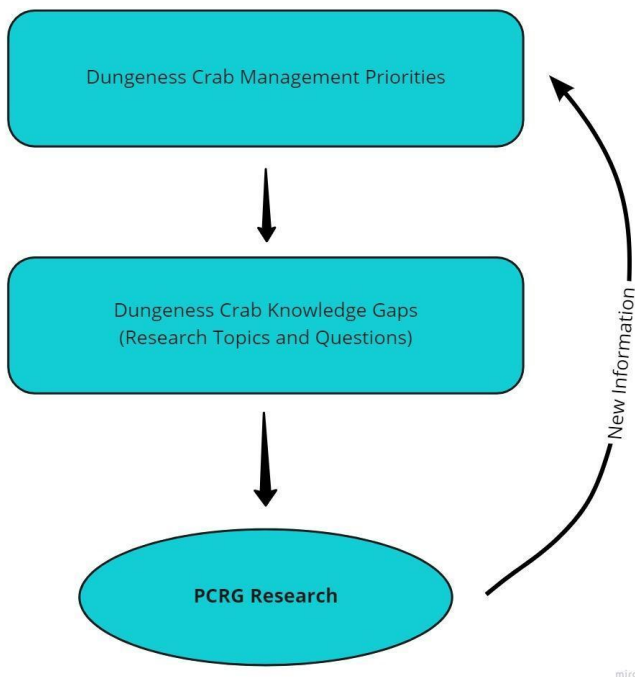 Dungeness Crab Management Priorities
Dungeness Crab Knowledge Gaps
(Research Topics and Questions)
New Information
PCRG Research